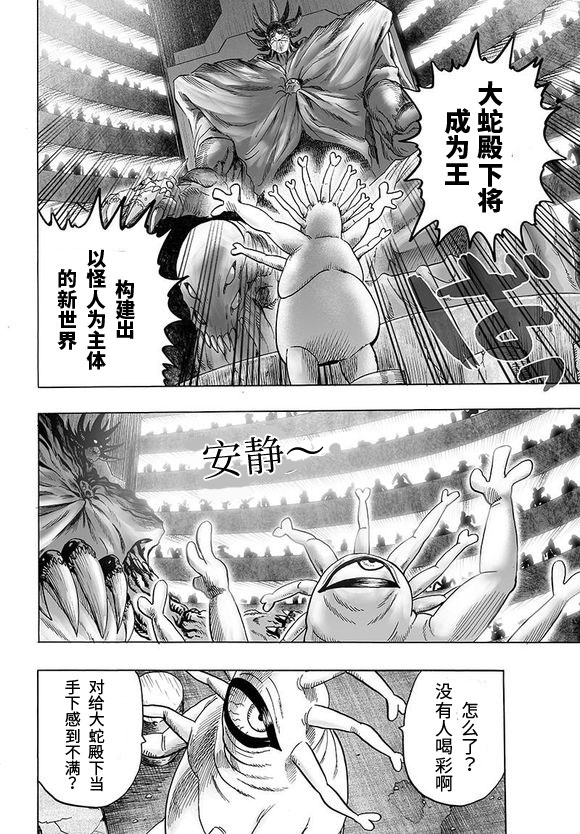 大蛇殿下将
成为王
构建出
以怪人为主体
的新世界
ばっ
安静～
怎么了？
没有人喝彩啊
对给大蛇殿下当
手下感到不满？